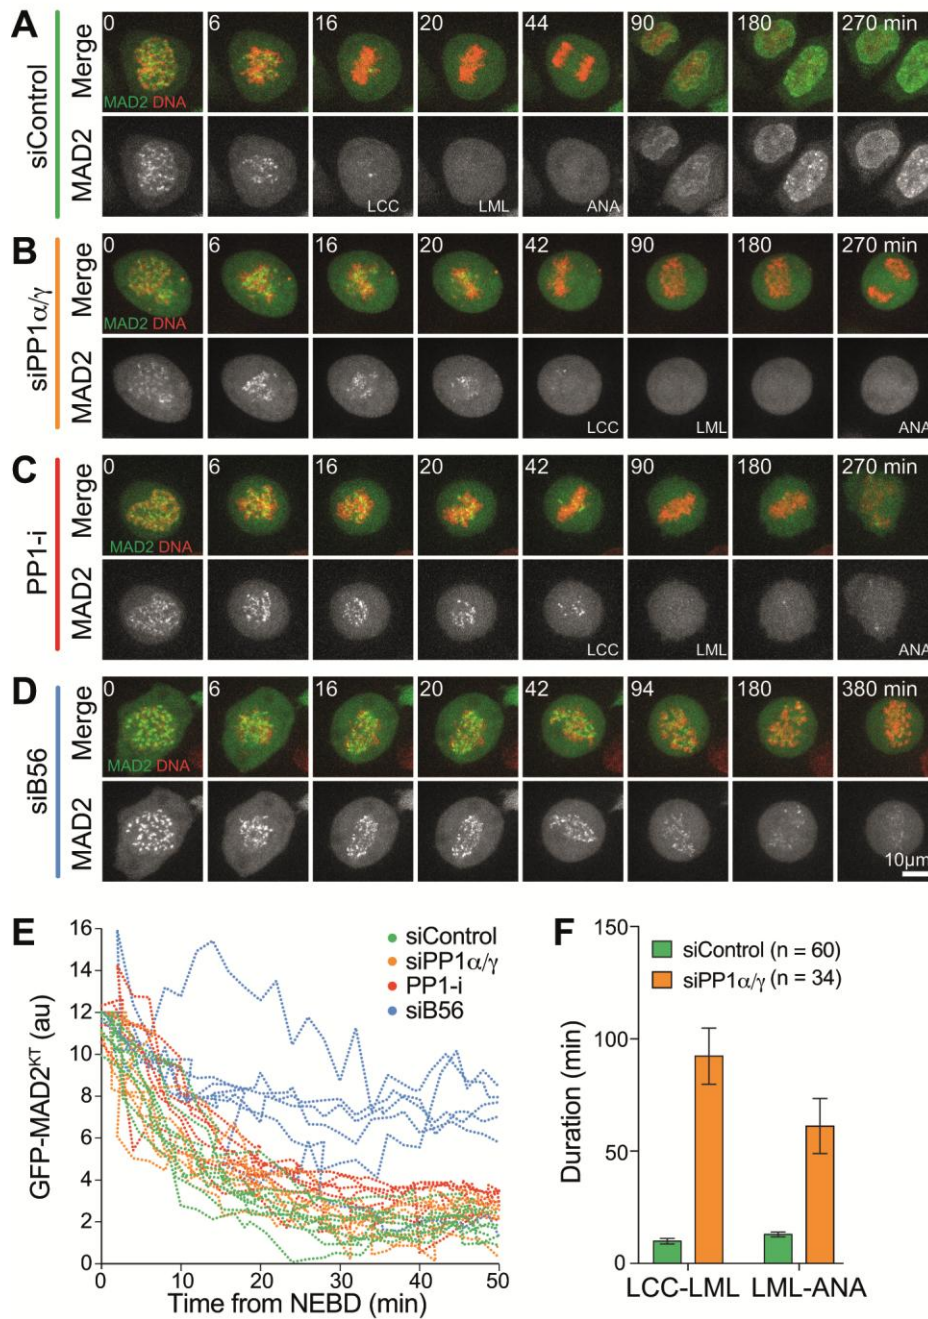 A
siControl
Merge
0
6
16
20
44
90
180
270 min
MAD2 DNA
MAD2
LCC
LML
ANA
B
siPP1α/γ
Merge
0
6
16
20
42
90
180
270 min
MAD2 DNA
MAD2
LCC
LML
ANA
C
PP1-i
Merge
0
6
16
20
42
90
180
270 min
MAD2 DNA
MAD2
LCC
LML
ANA
D
siB56
Merge
0
6
16
20
42
94
180
380 min
MAD2 DNA
MAD2
10μm
E
GFP-MAD2KT (au)
16
14
12
10
8
6
4
2
0
siControl
siPP1α/γ
PP1-i
siB56
0
10
20
30
40
50
Time from NEBD (min)
F
Duration (min)
150
100
50
0
siControl (n = 60)
siPP1α/γ (n = 34)
LCC-LML
LML-ANA